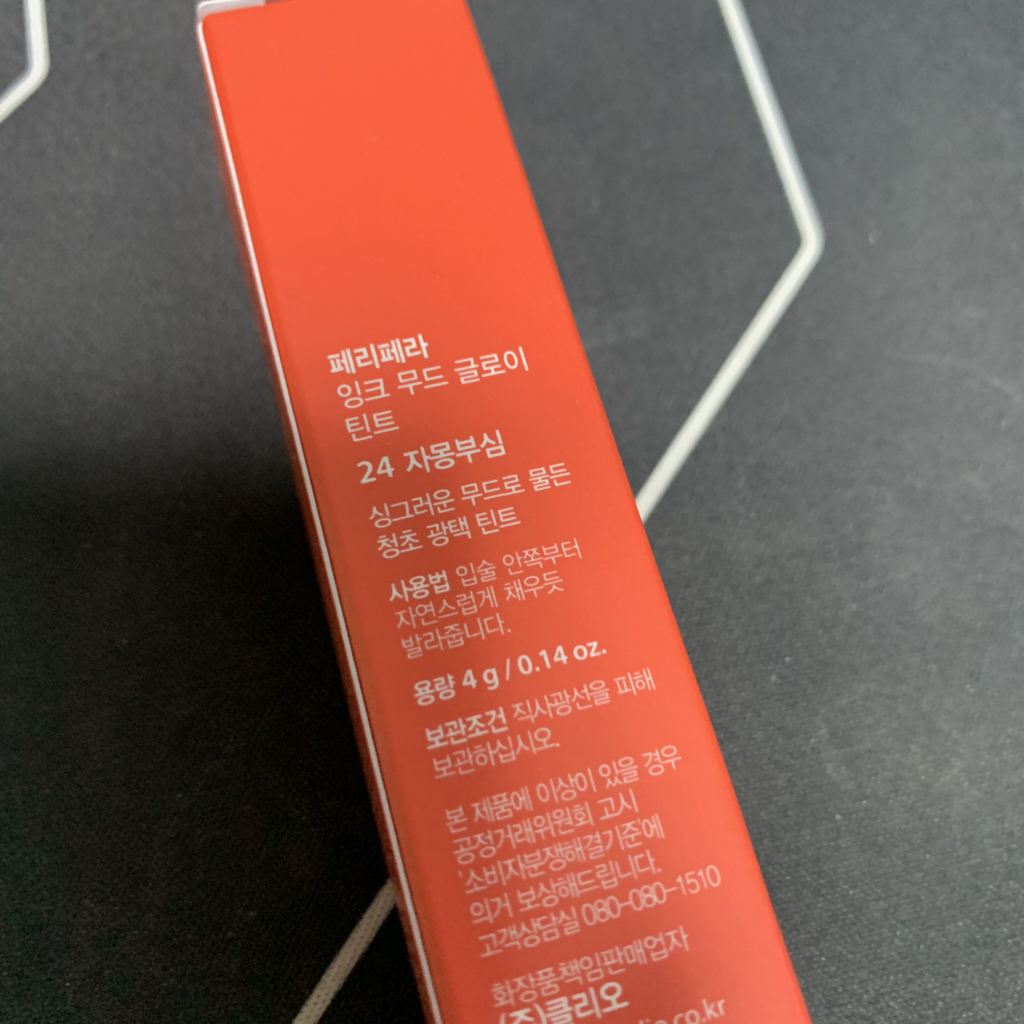 페리페라
잉크 무드 글로이
틴트
24 자몽부심
싱그러운 무드로 물든
청초 광택 틴트
사용법 입술 안쪽부터
자연스럽게 채우듯
발라줍니다.
용량 4 g / 0.14 oz.
보관조건 직사광선을 피해
보관하십시오.
본 제품에 이상이 있을 경우
공정거래위원회 고시
'소비자분쟁해결기준'에
의거 보상해드립니다.
고객상담실 080-080-1510
화장품책임판매업자
(주)클리오